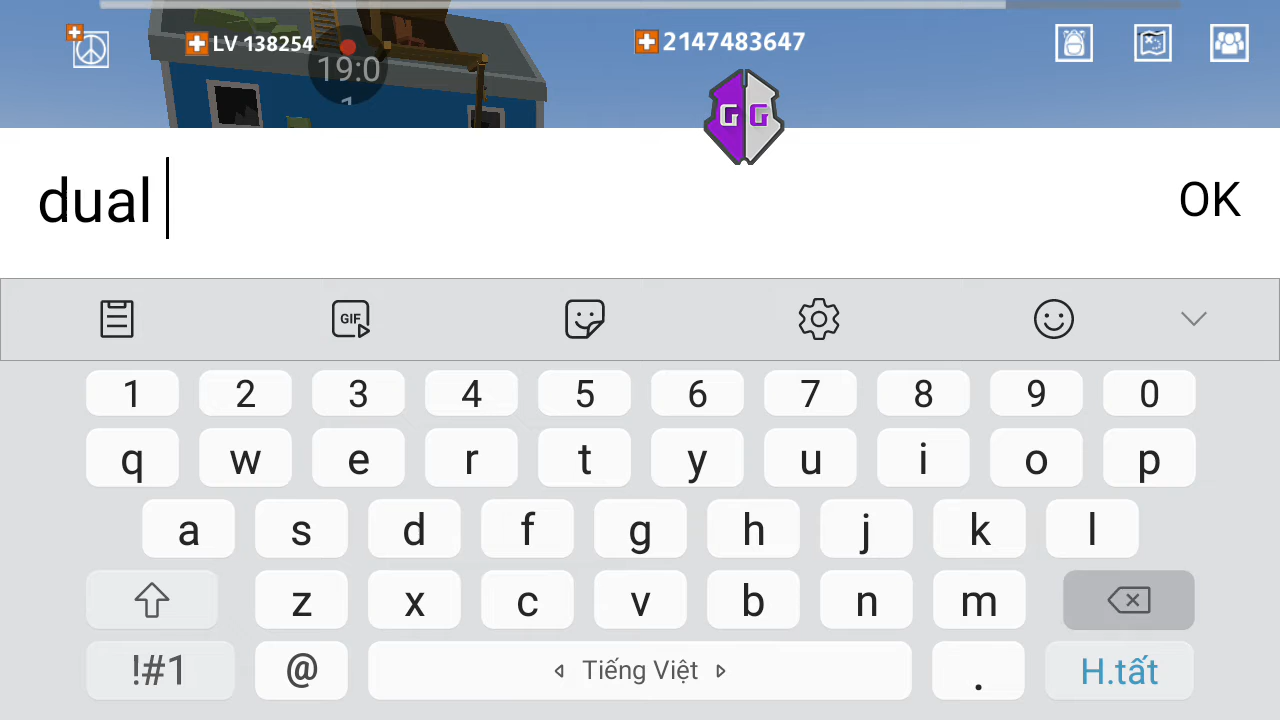 LV 138254
2147483647
19:0
1
G G
dual
OK
GIF
1 2 3 4 5 6 7 8 9 0
q w e r t y u i o p
a s d f g h j k l
z x c v b n m
!#1 @ Tiếng Việt . H.tất